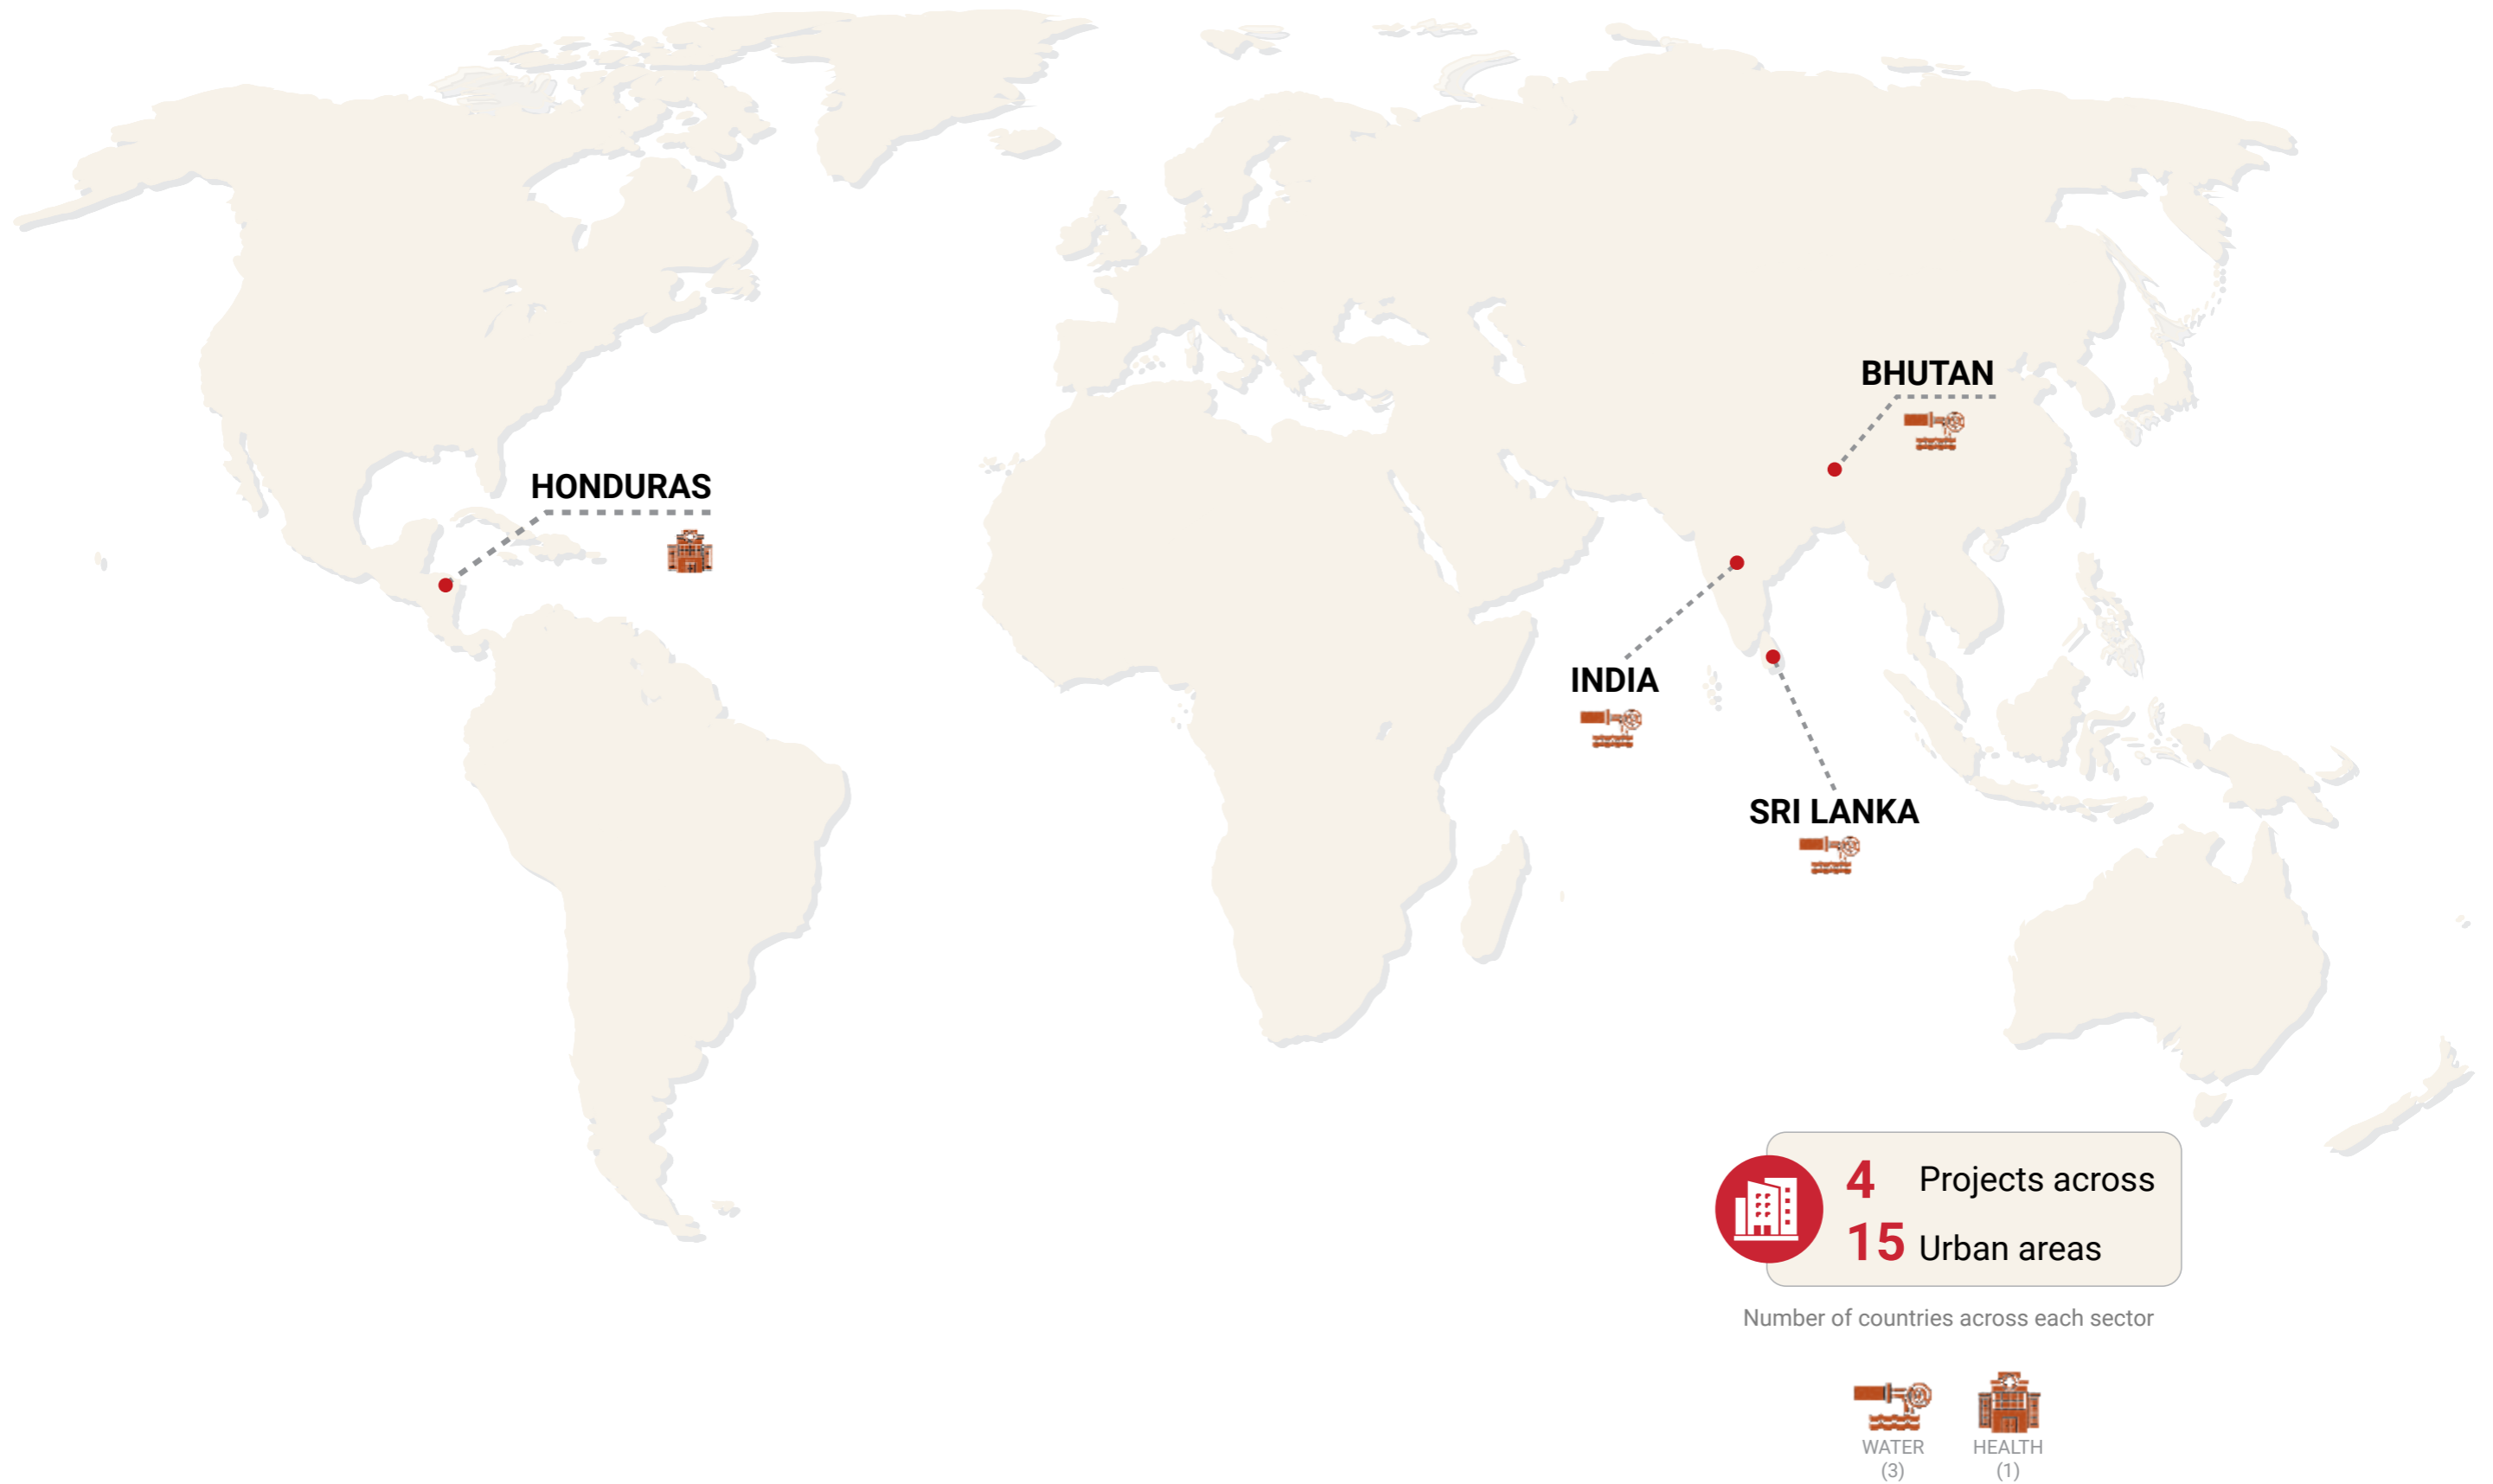 BHUTAN
HONDURAS
INDIA
SRI LANKA
4 Projects across
15 Urban areas
Number of countries across each sector
WATER
(3)
HEALTH
(1)